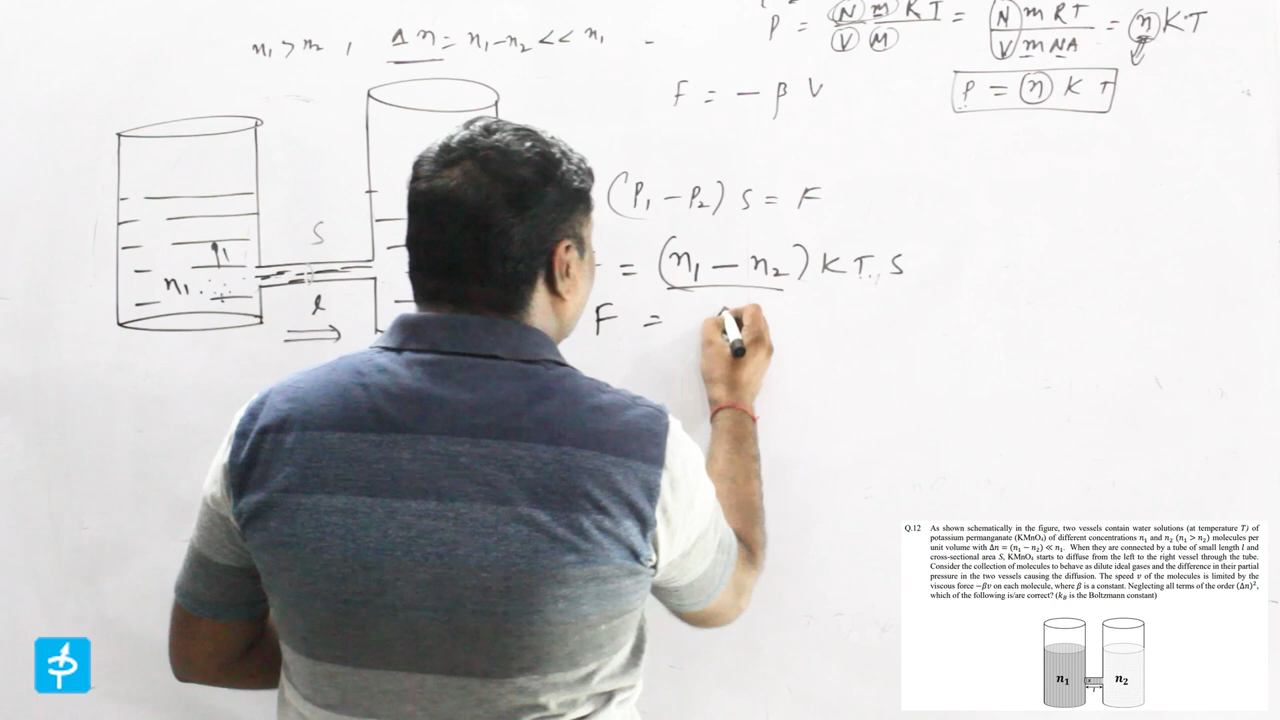 n₁ > n₂ , Δn = n₁ - n₂ << n₁ -
P = N m K T / V M = N m R T / V m NA = n K T
F = - β V
P = n K T
(P₁ - P₂) S = F
= (n₁ - n₂) K T . S
F =
S
n₁
l
Q.12 As shown schematically in the figure, two vessels contain water solutions (at temperature T) of
potassium permanganate (KMnO₄) of different concentrations n₁ and n₂ (n₁ > n₂) molecules per
unit volume with Δn = (n₁ − n₂) ≪ n₁. When they are connected by a tube of small length l and
cross-sectional area S, KMnO₄ starts to diffuse from the left to the right vessel through the tube.
Consider the collection of molecules to behave as dilute ideal gases and the difference in their partial
pressure in the two vessels causing the diffusion. The speed v of the molecules is limited by the
viscous force −βv on each molecule, where β is a constant. Neglecting all terms of the order (Δn)²,
which of the following is/are correct? (k_B is the Boltzmann constant)
n₁ n₂
l